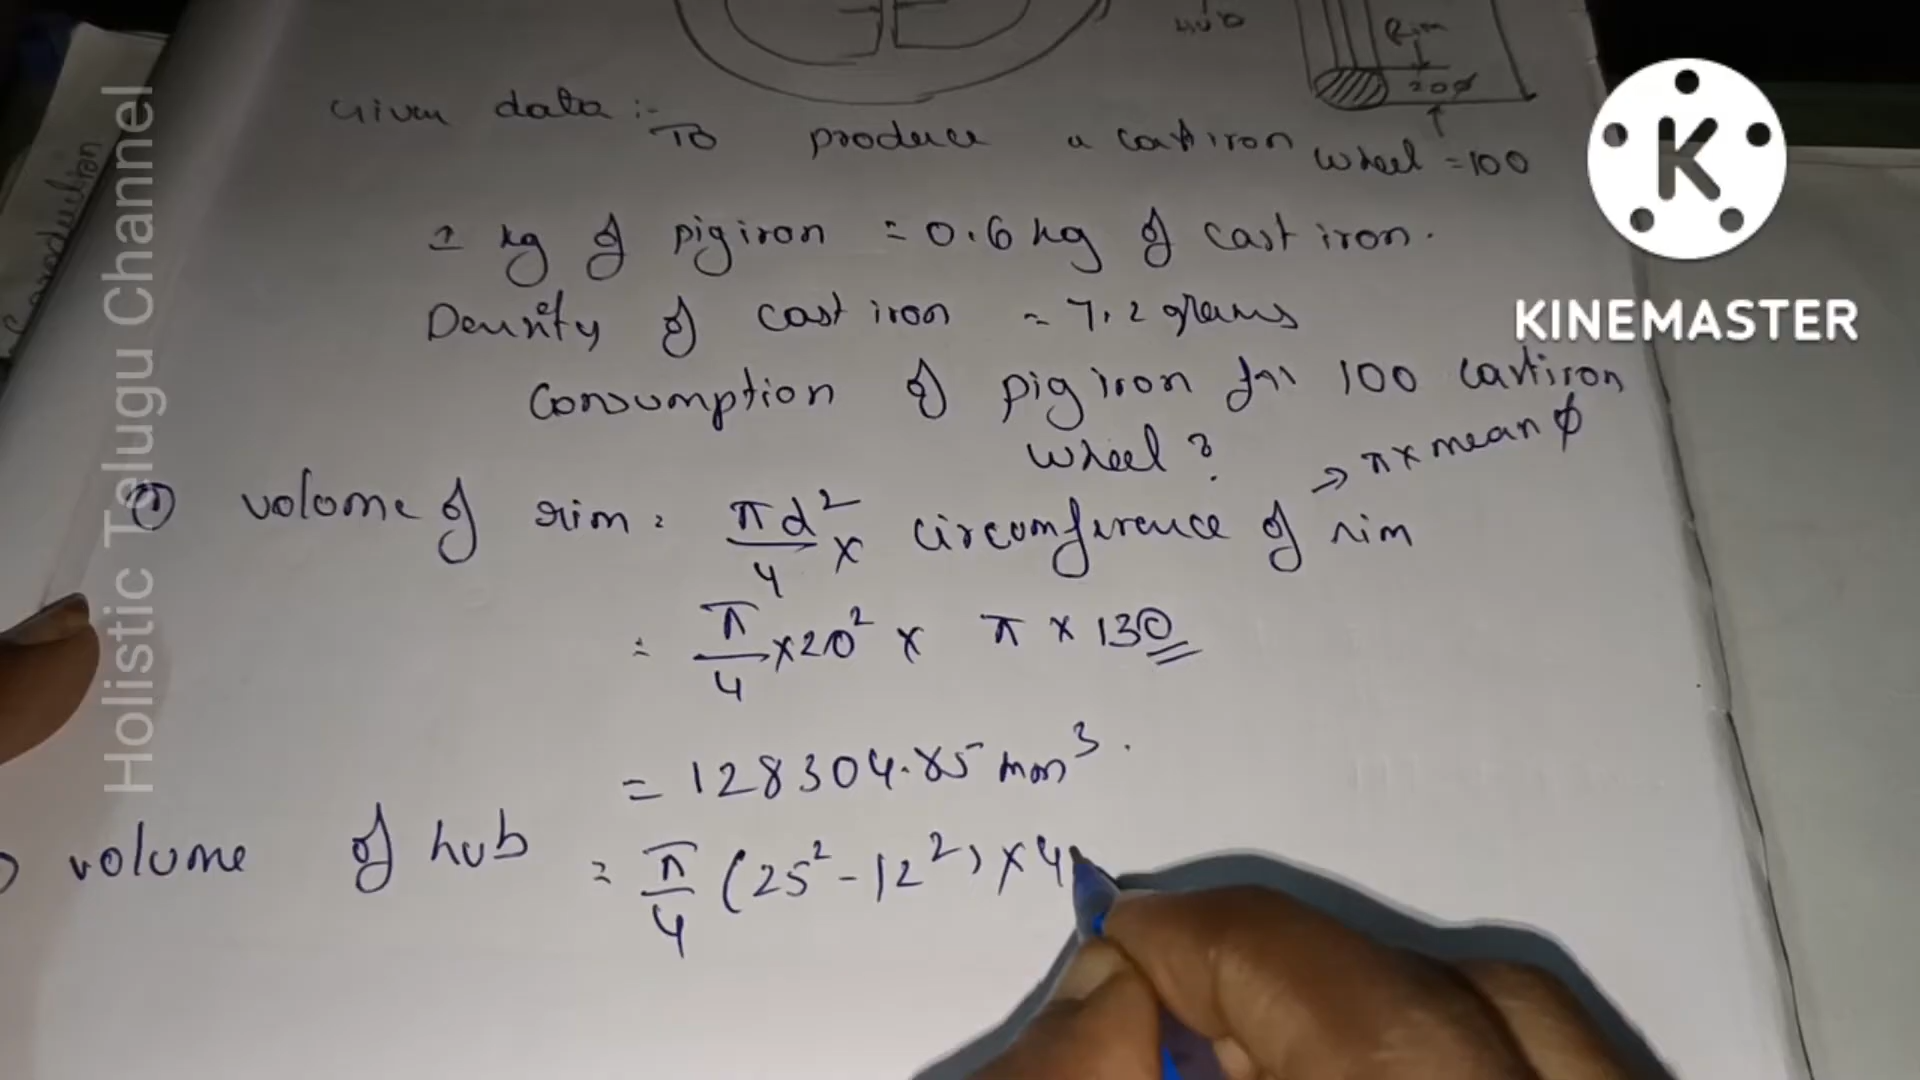 HUB
Rim
20φ
Given data :-
To produce a cast iron wheel = 100
1 kg of pig iron = 0.6 kg of cast iron.
Density of cast iron = 7.2 grams
Consumption of pig iron for 100 cast iron
wheel?
→ π x mean φ
① volume of rim = πd²/4 x circumference of rim
= π/4 x 20² x π x 130
= 128304.85 mm³.
volume of hub = π/4 (25² - 12²) x 4
Holistic Telugu Channel
K
KINEMASTER